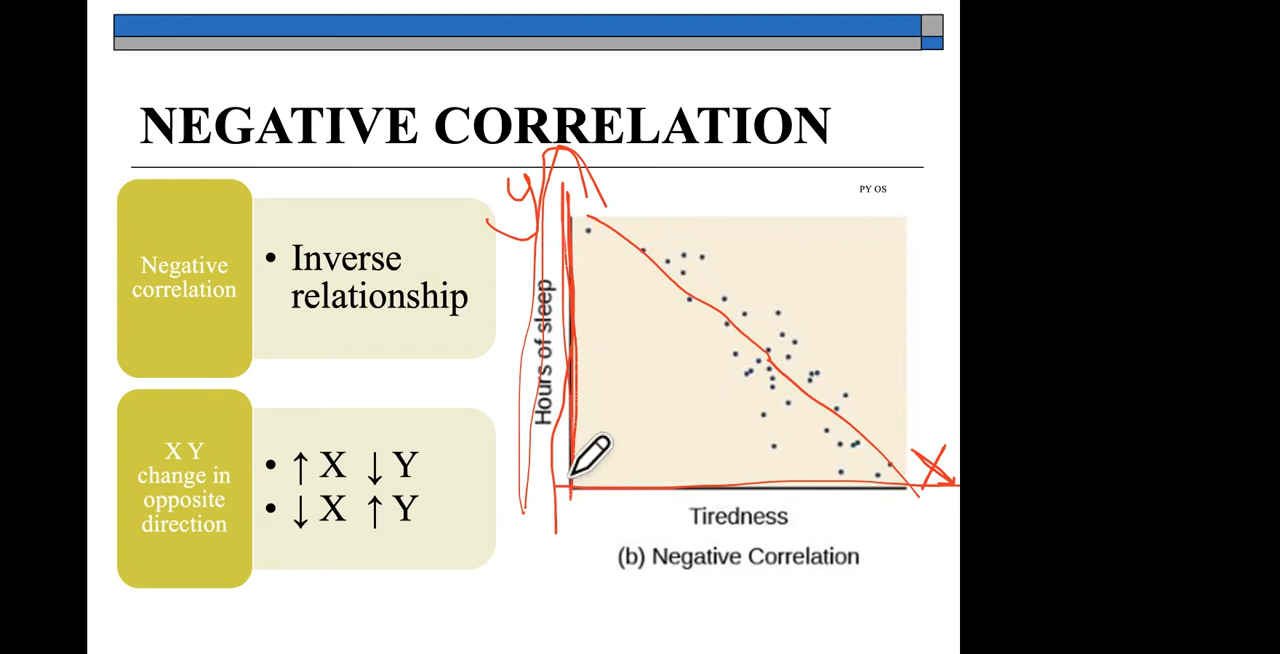 NEGATIVE CORRELATION
PY OS
Negative
correlation
• Inverse
relationship
X Y
change in
opposite
direction
• ↑ X ↓ Y
• ↓ X ↑ Y
y
Hours of sleep
X
Tiredness
(b) Negative Correlation